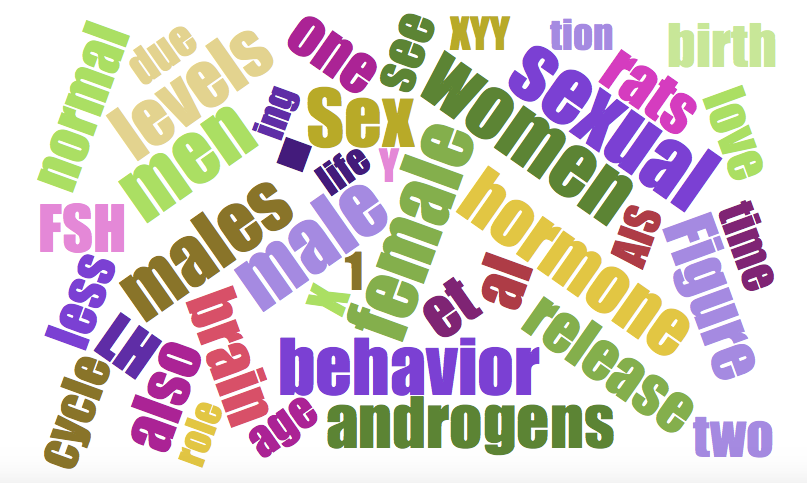 normal
due
levels
one
see
XYY
tion
birth
men
ing
Sex
women
sexual
rats
love
life
Y
FSH
males
male
female
hormone
AIS
Figure
time
less
1
X
et
al
LH
brain
release
cycle
also
role
age
behavior
androgens
two